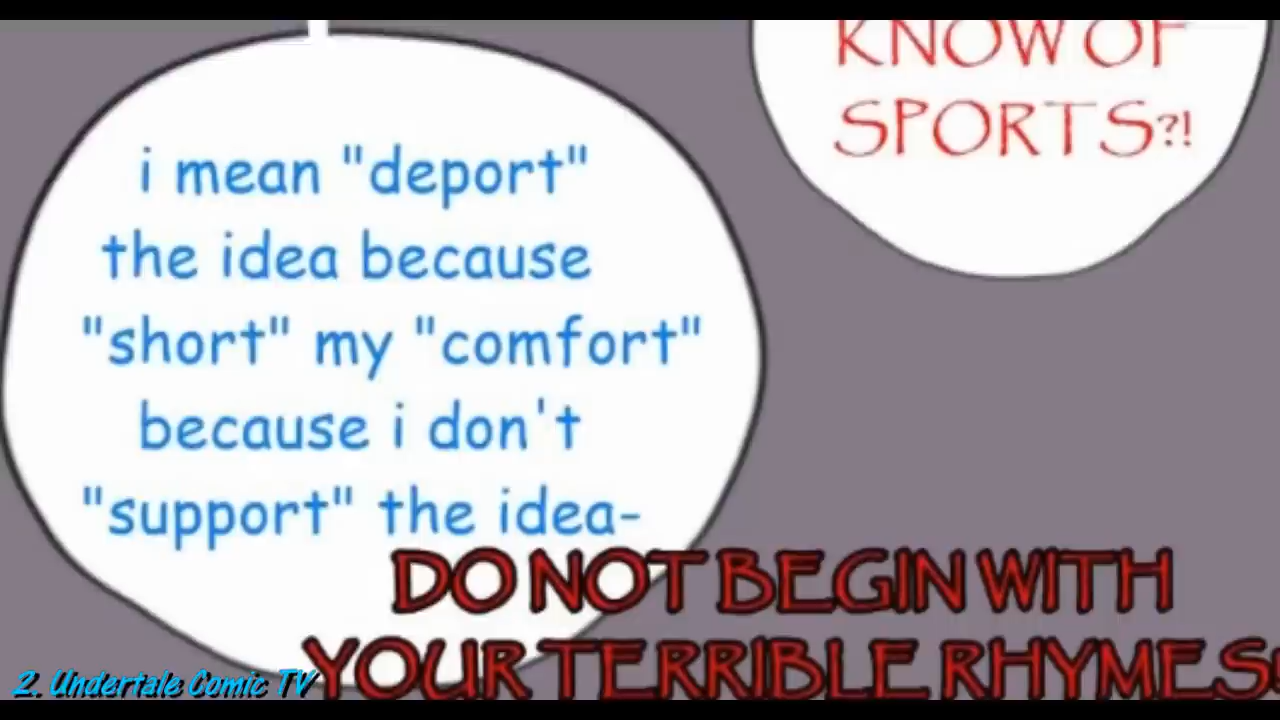 KNOW OF
SPORTS?!
i mean "deport"
the idea because
"short" my "comfort"
because i don't
"support" the idea-
DO NOT BEGIN WITH
YOUR TERRIBLE RHYMES!
2. Undertale Comic TV